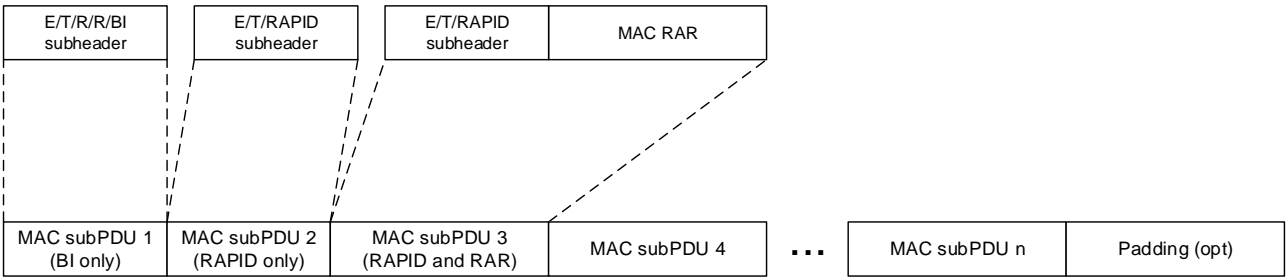 E/T/R/R/BI
subheader
E/T/RAPID
subheader
E/T/RAPID
subheader
MAC RAR
MAC subPDU 1
(BI only)
MAC subPDU 2
(RAPID only)
MAC subPDU 3
(RAPID and RAR)
MAC subPDU 4
...
MAC subPDU n
Padding (opt)